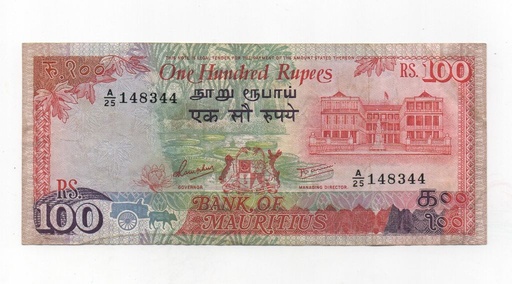 THIS NOTE IS LEGAL TENDER FOR THE PAYMENT OF THE AMOUNT STATED THEREON
रु. १००
One Hundred Rupees
RS. 100
நூறு ரூபாய்
एक सौ रुपये
A/25 148344
GOVERNOR
MANAGING DIRECTOR
A/25 148344
RS.
100
BANK OF
MAURITIUS